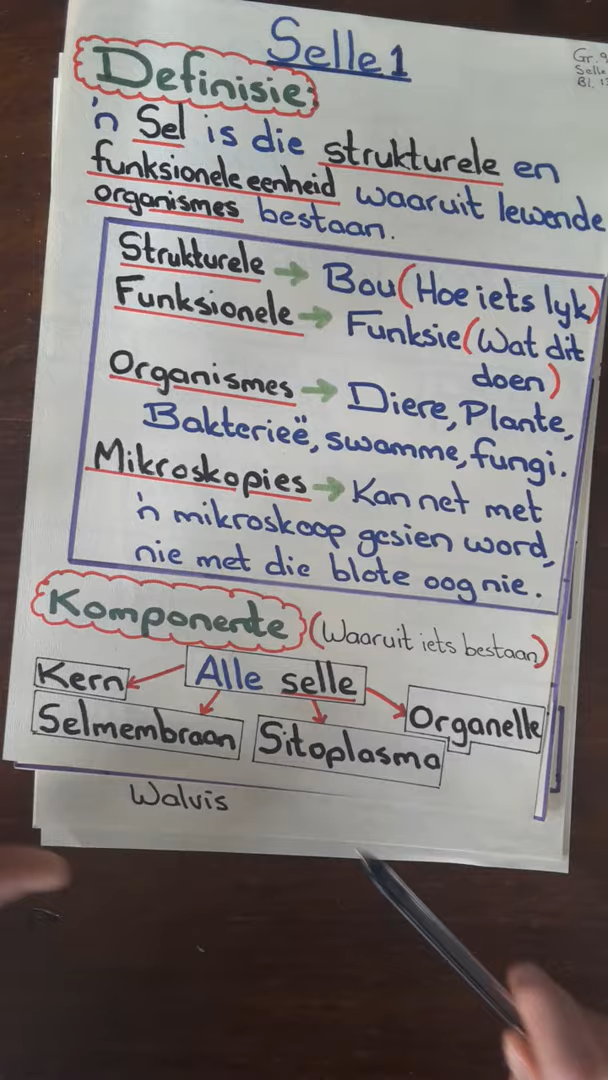 Selle 1
Gr. 9
Selle
Bl. 1
Definisie:
'n Sel is die strukturele en
funksionele eenheid waaruit lewende
organismes bestaan.
Strukturele → Bou (Hoe iets lyk)
Funksionele → Funksie (Wat dit
doen)
Organismes → Diere, Plante,
Bakterieë, swamme, fungi.
Mikroskopies → Kan net met
'n mikroskoop gesien word,
nie met die blote oog nie.
Komponente (Waaruit iets bestaan)
Alle selle
Kern
Selmembraan
Sitoplasma
Organelle
Walvis